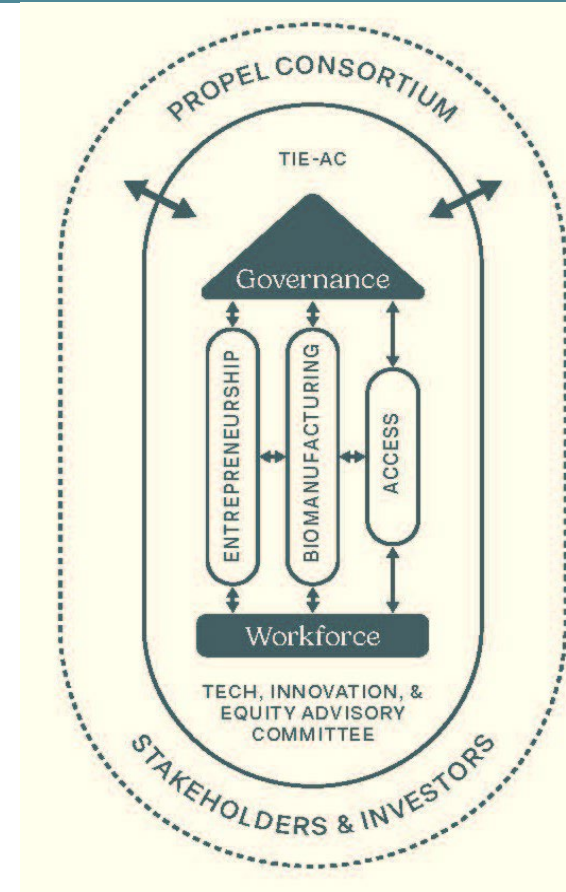 PROPEL CONSORTIUM
TIE-AC
Governance
ENTREPRENEURSHIP
BIOMANUFACTURING
ACCESS
Workforce
TECH, INNOVATION, &
EQUITY ADVISORY
COMMITTEE
STAKEHOLDERS & INVESTORS